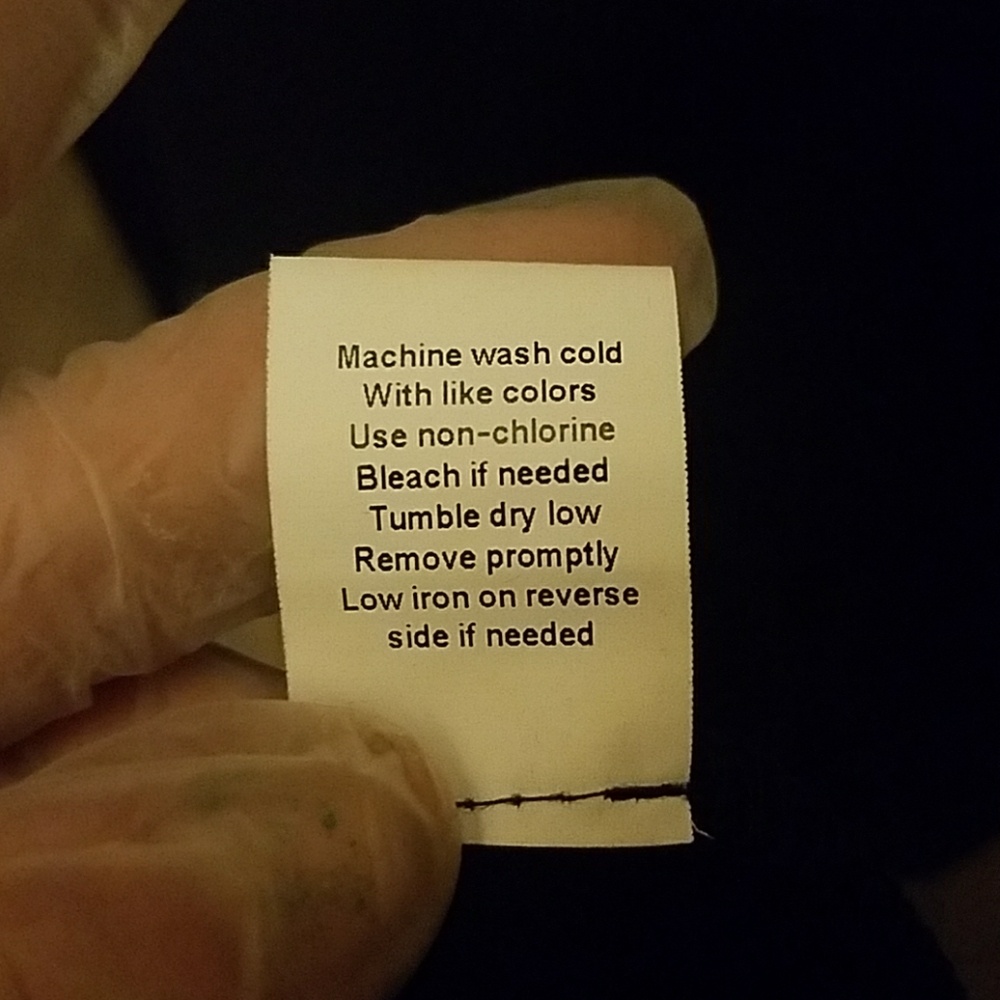 Machine wash cold
With like colors
Use non-chlorine
Bleach if needed
Tumble dry low
Remove promptly
Low iron on reverse
side if needed